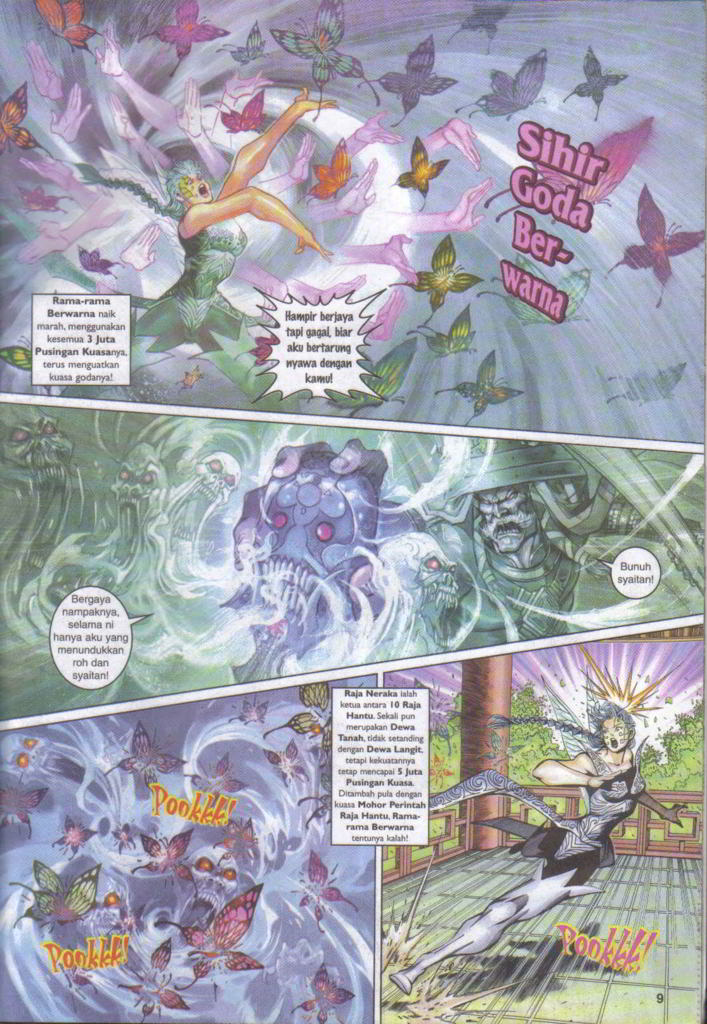 Sihir
Goda
Ber-
warna
Rama-rama
Berwarna naik
marah, menggunakan
kesemua 3 Juta
Pusingan Kuasanya,
terus menguatkan
kuasa godanya!
Hampir berjaya
tapi gagal, biar
aku bertarung
nyawa dengan
kamu!
Bergaya
nampaknya,
selama ni
hanya aku yang
menundukkan
roh dan
syaitan!
Bunuh
syaitan!
Pookkk!
Pookkk!
Raja Neraka ialah
ketua antara 10 Raja
Hantu. Sekali pun
merupakan Dewa
Tanah, tidak setanding
dengan Dewa Langit,
tetapi kekuatannya
tetap mencapai 5 Juta
Pusingan Kuasa.
Ditambah pula dengan
kuasa Mohor Perintah
Raja Hantu, Rama-
rama Berwarna
tentunya kalah!
Pookkk!
9